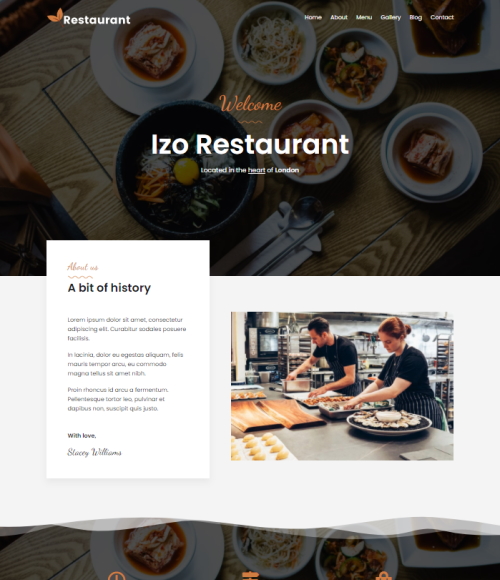 Restaurant
Home About Menu Gallery Blog Contact
Welcome
Izo Restaurant
Located in the heart of London
About us
A bit of history
Lorem ipsum dolor sit amet, consectetur
adipiscing elit. Curabitur sodales posuere
facilisis.
In lacinia, dolor eu egestas aliquam, felis
mauris tempor arcu, eu commodo
magna tellus sit amet nibh.
Proin rhoncus id arcu a fermentum.
Pellentesque tortor leo, pulvinar et
dapibus non, suscipit quis justo.
With love,
Stacey Williams